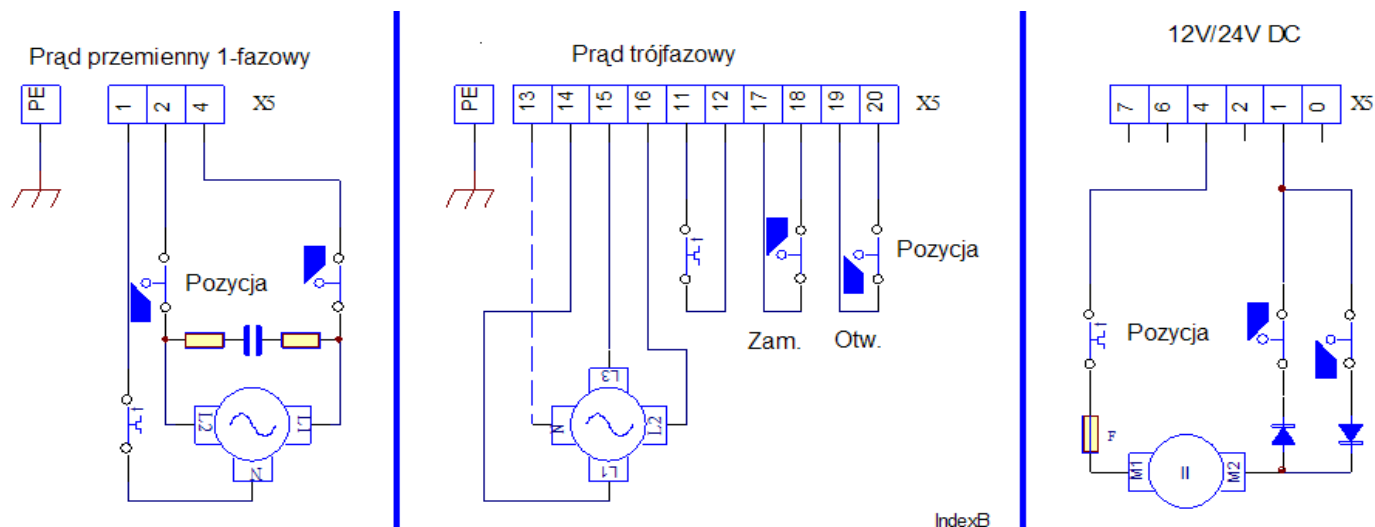 Prąd przemienny 1-fazowy
PE
1 2 4 X5
Pozycja
L2 L1
N
Prąd trójfazowy
PE
13 14 15 16 11 12 17 18 19 20 X5
Pozycja
Zam. Otw.
L3
N L2
L1
IndexB
12V/24V DC
7 6 4 2 1 0 X5
Pozycja
F
M1 II M2